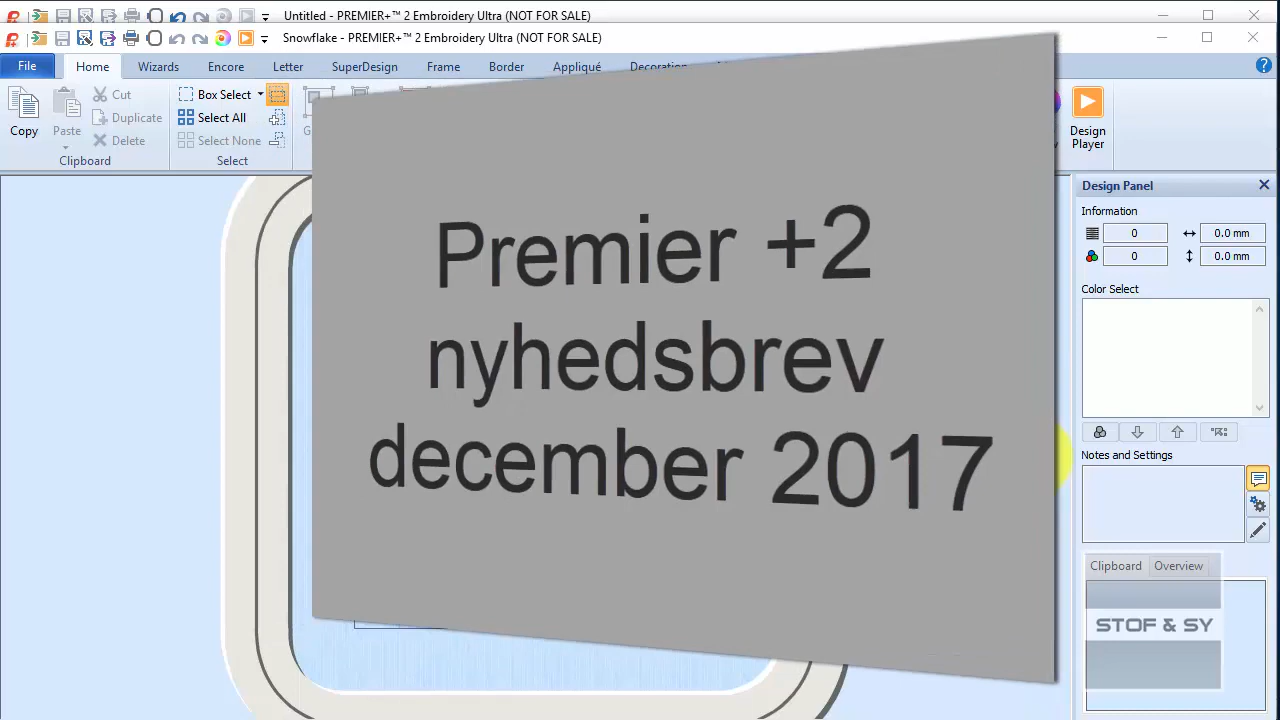 Untitled - PREMIER+™ 2 Embroidery Ultra (NOT FOR SALE)
Snowflake - PREMIER+™ 2 Embroidery Ultra (NOT FOR SALE)
File Home Wizards Encore Letter SuperDesign Frame Border Appliqué
Copy
Paste
Cut
Duplicate
Delete
Clipboard
Box Select
Select All
Select None
Select
Design
Player
Premier +2
nyhedsbrev
december 2017
Design Panel
Information
0 0.0 mm
0 0.0 mm
Color Select
Notes and Settings
Clipboard Overview
STOF & SY